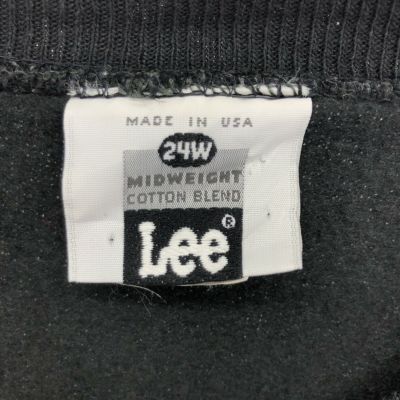 MADE IN USA
24W
MIDWEIGHT
COTTON BLEND
Lee®